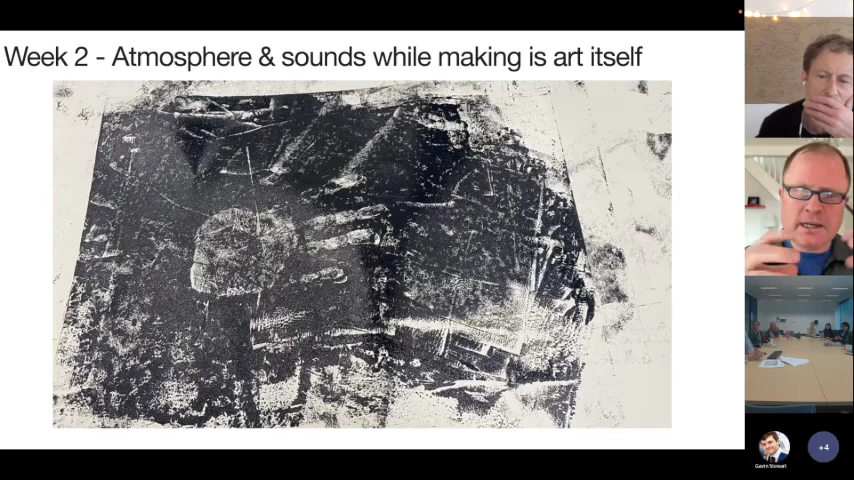 Week 2 - Atmosphere & sounds while making is art itself
Gavin Stewart
+4